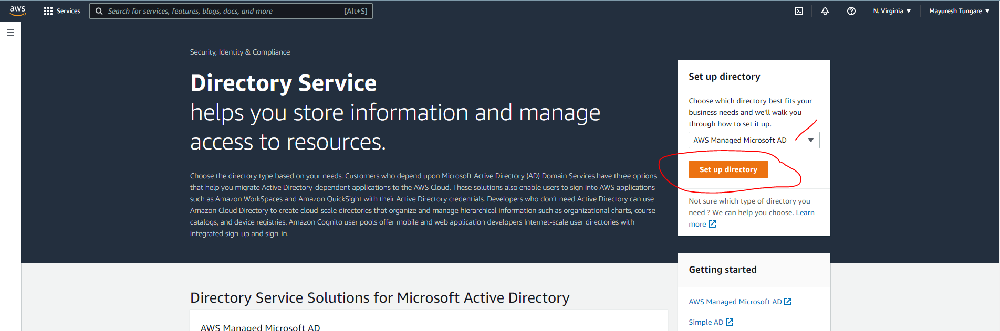 aws
Services
Search for services, features, blogs, docs, and more
[Alt+S]
N. Virginia
Mayuresh Tungare
Security, Identity & Compliance
Directory Service
helps you store information and manage
access to resources.
Choose the directory type based on your needs. Customers who depend upon Microsoft Active Directory (AD) Domain Services have three options
that help you migrate Active Directory-dependent applications to the AWS Cloud. These solutions also enable users to sign into AWS applications
such as Amazon WorkSpaces and Amazon QuickSight with their Active Directory credentials. Developers who don't need Active Directory can use
Amazon Cloud Directory to create cloud-scale directories that organize and manage hierarchical information such as organizational charts, course
catalogs, and device registries. Amazon Cognito user pools offer mobile and web application developers Internet-scale user directories with
integrated sign-up and sign-in.
Set up directory
Choose which directory best fits your
business needs and we'll walk you
through how to set it up.
AWS Managed Microsoft AD
Set up directory
Not sure which type of directory you
need ? We can help you choose. Learn
more
Getting started
AWS Managed Microsoft AD
Simple AD
Directory Service Solutions for Microsoft Active Directory
AWS Managed Microsoft AD